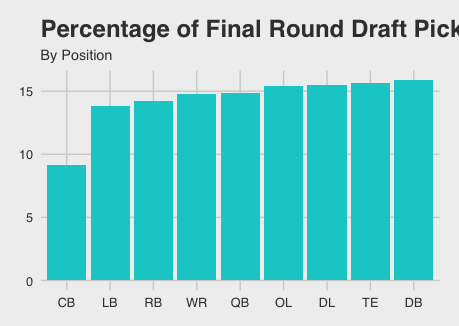 Percentage of Final Round Draft Pick
By Position
15
10
5
0
CB LB RB WR QB OL DL TE DB